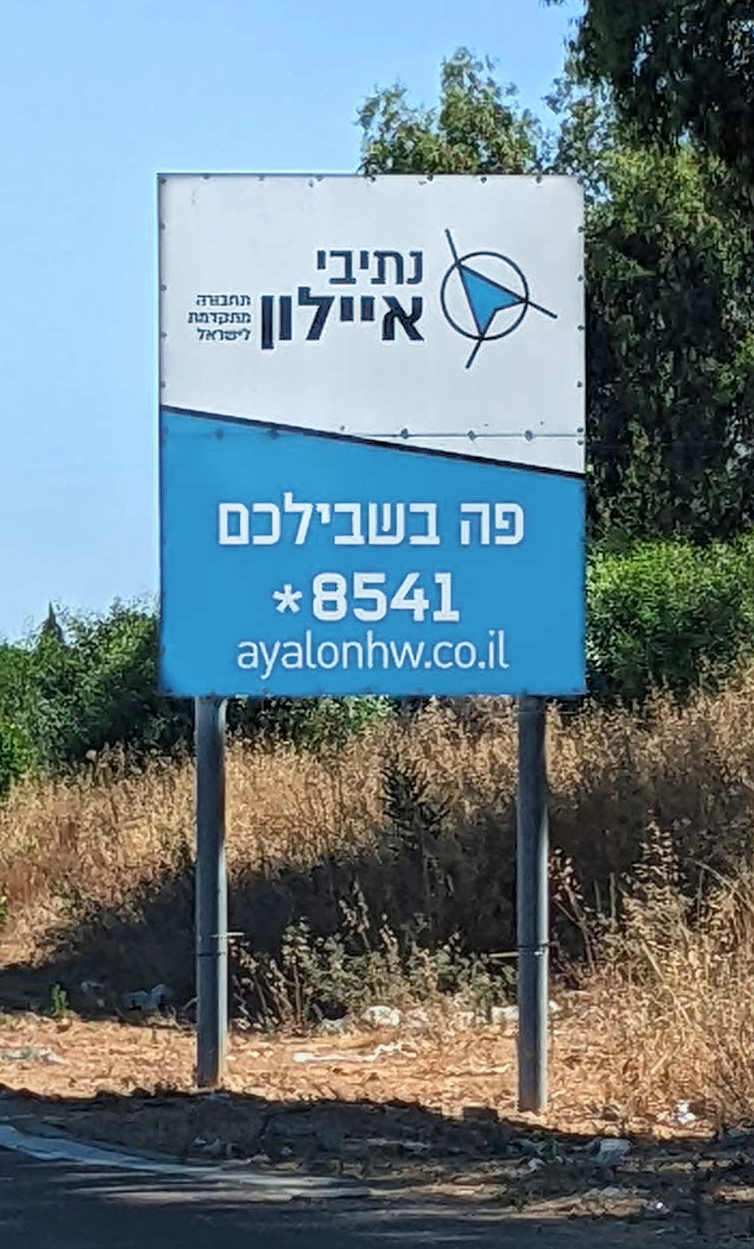 נתיבי
איילון
תחבורה
מתקדמת
לישראל
פה בשבילכם
*8541
ayalonhw.co.il